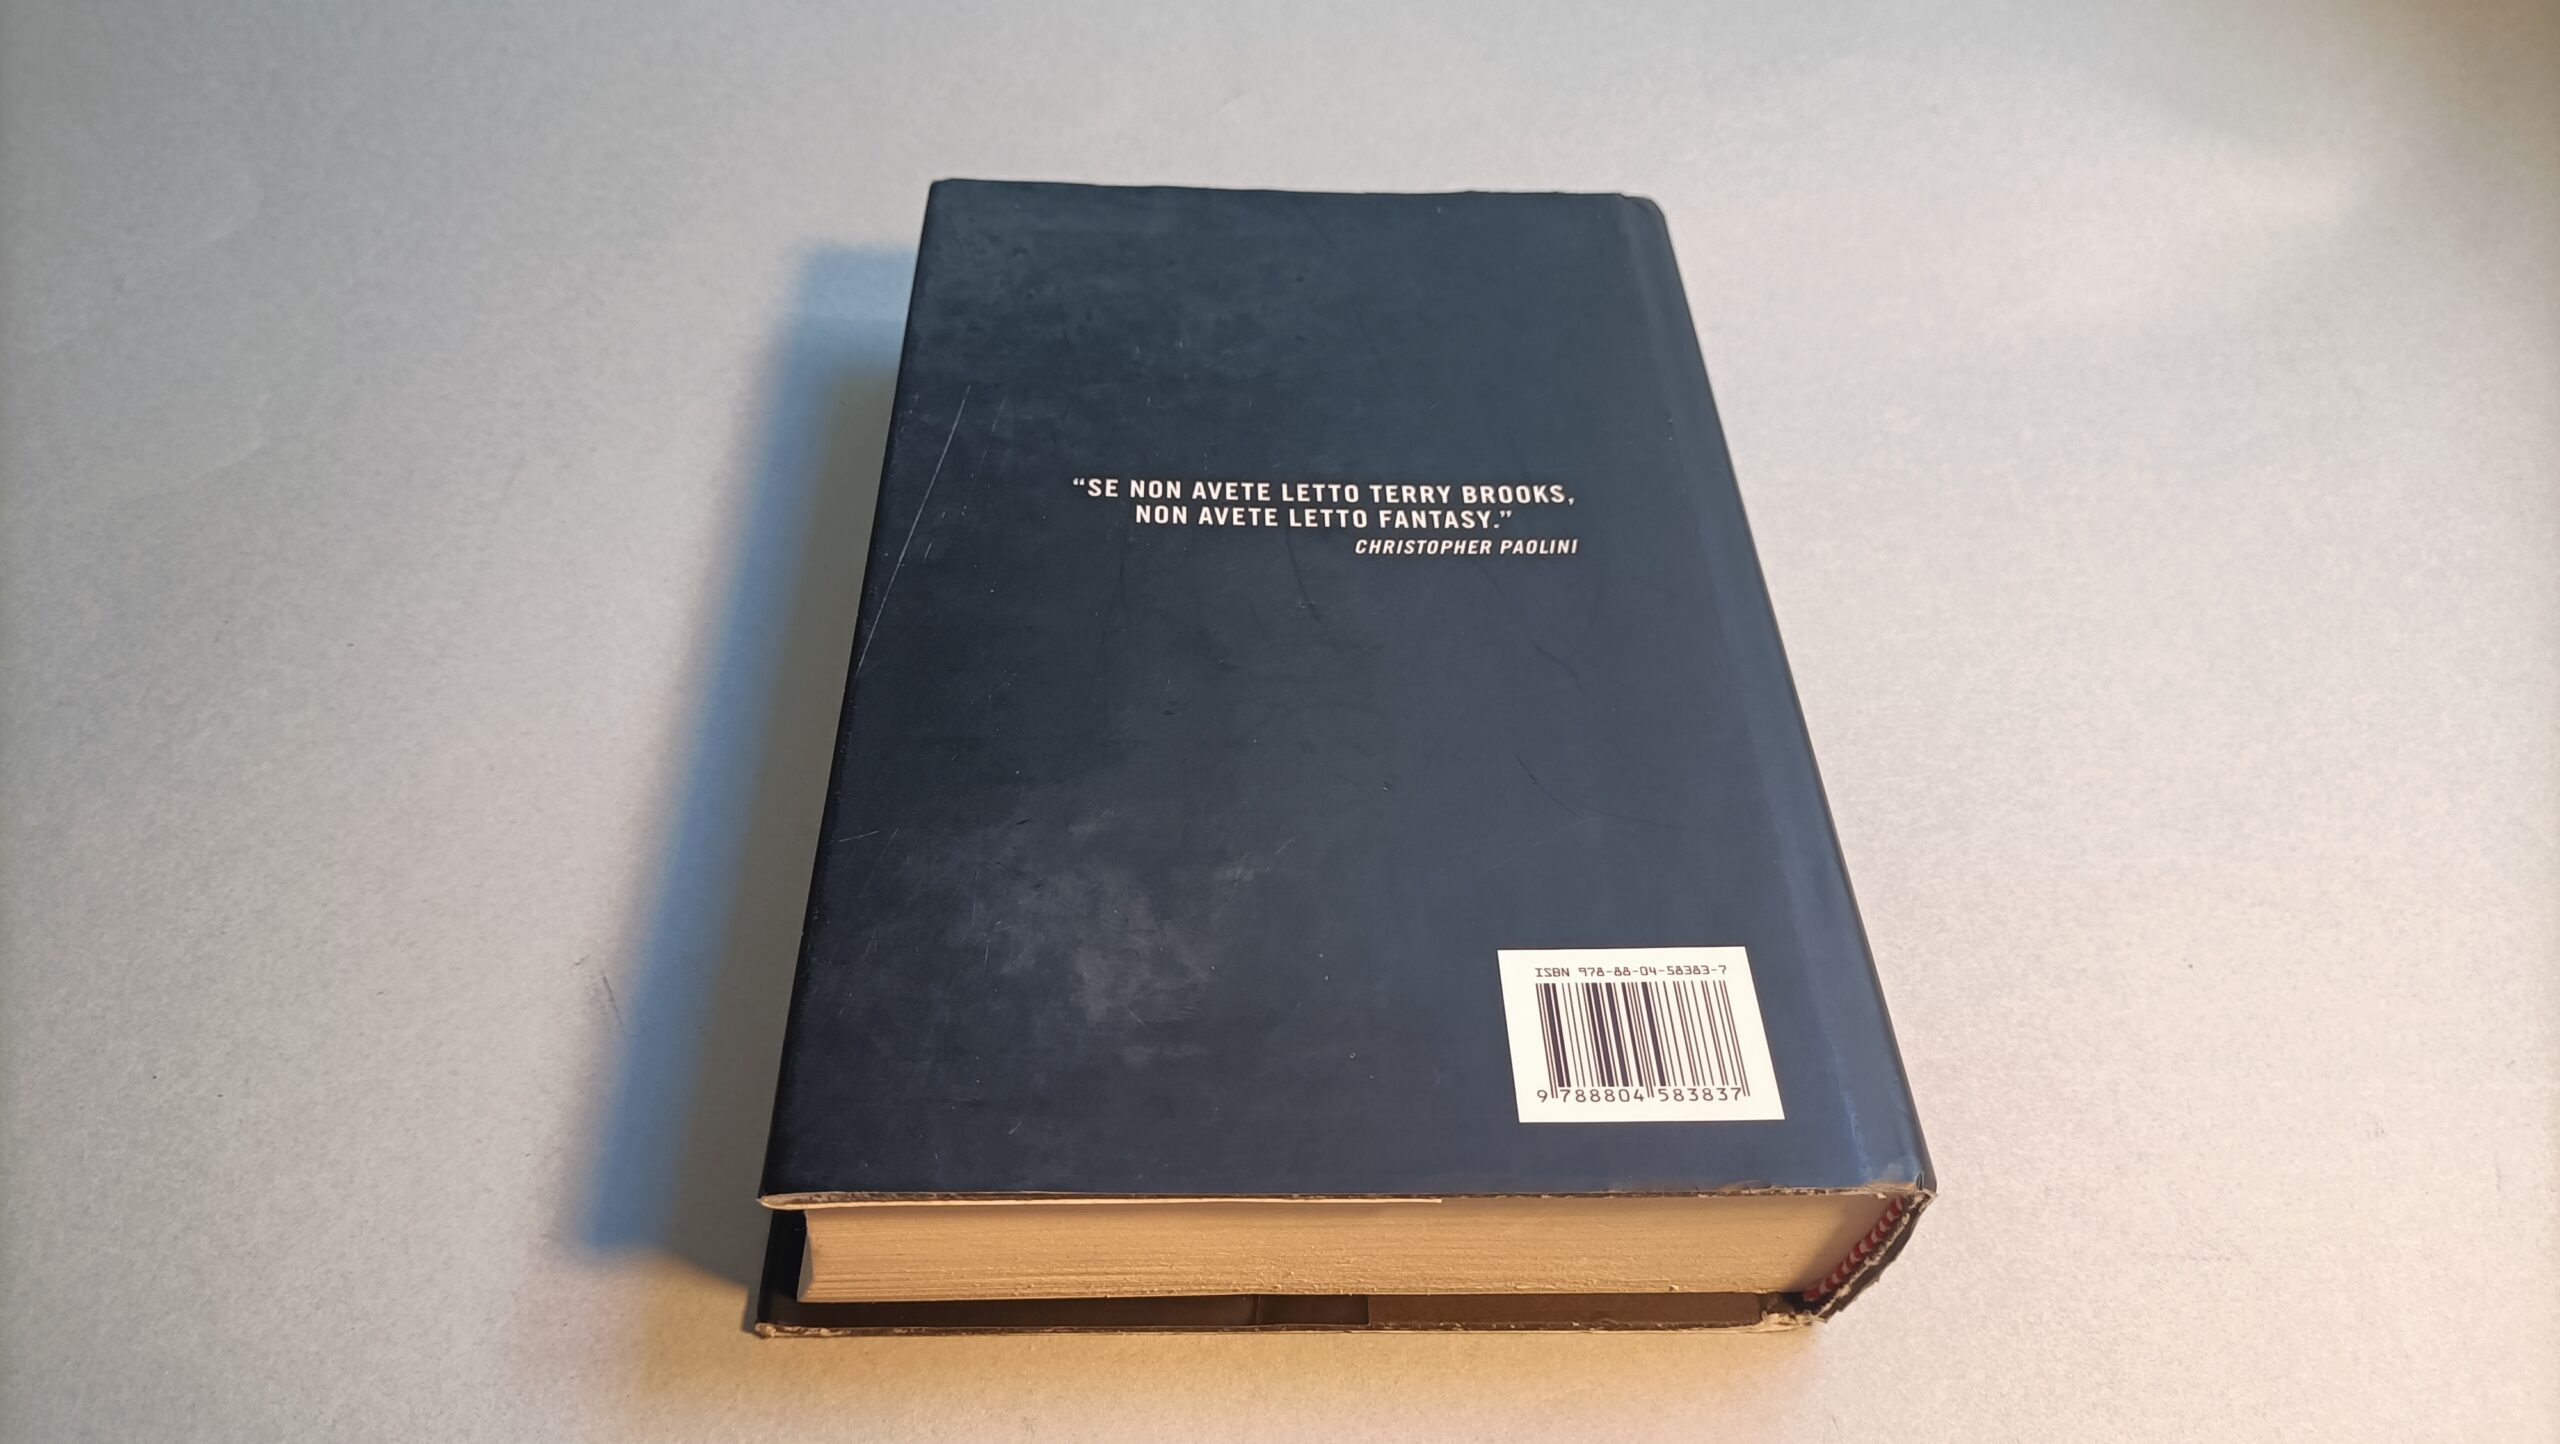 “SE NON AVETE LETTO TERRY BROOKS,
NON AVETE LETTO FANTASY.”
CHRISTOPHER PAOLINI
ISBN 978-88-04-58383-7
9 788804 583837